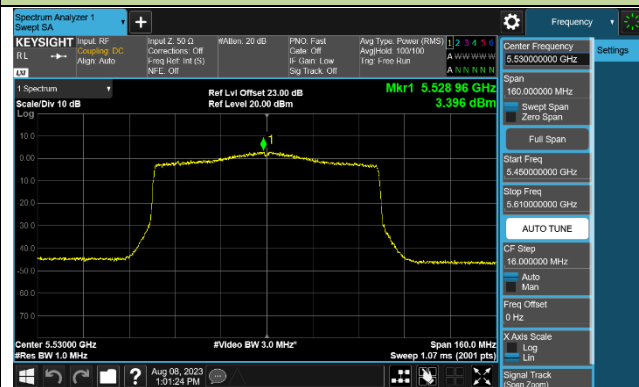 Spectrum Analyzer 1
Swept SA
Frequency
KEYSIGHT
RL
LXI
Input: RF
Coupling: DC
Align: Auto
Input Z: 50 Ω
Corrections: Off
Freq Ref: Int (S)
NFE: Off
#Atten: 20 dB
PNO: Fast
Gate: Off
IF Gain: Low
Sig Track: Off
Avg Type: Power (RMS)
Avg|Hold: 100/100
Trig: Free Run
1 2 3 4 5 6
A W W W W W
A N N N N N
Center Frequency
5.530000000 GHz
Settings
1 Spectrum
Scale/Div 10 dB
Log
Ref Lvl Offset 23.00 dB
Ref Level 20.00 dBm
Mkr1 5.528 96 GHz
3.396 dBm
Span
160.000000 MHz
Swept Span
Zero Span
Full Span
Start Freq
5.450000000 GHz
Stop Freq
5.610000000 GHz
AUTO TUNE
CF Step
16.000000 MHz
Auto
Man
Freq Offset
0 Hz
X Axis Scale
Log
Lin
Signal Track
(Span Zoom)
10.0
0.00
-10.0
-20.0
-30.0
-40.0
-50.0
-60.0
-70.0
1
Center 5.53000 GHz
#Res BW 1.0 MHz
#Video BW 3.0 MHz*
Span 160.0 MHz
Sweep 1.07 ms (2001 pts)
?
Aug 08, 2023
1:01:24 PM